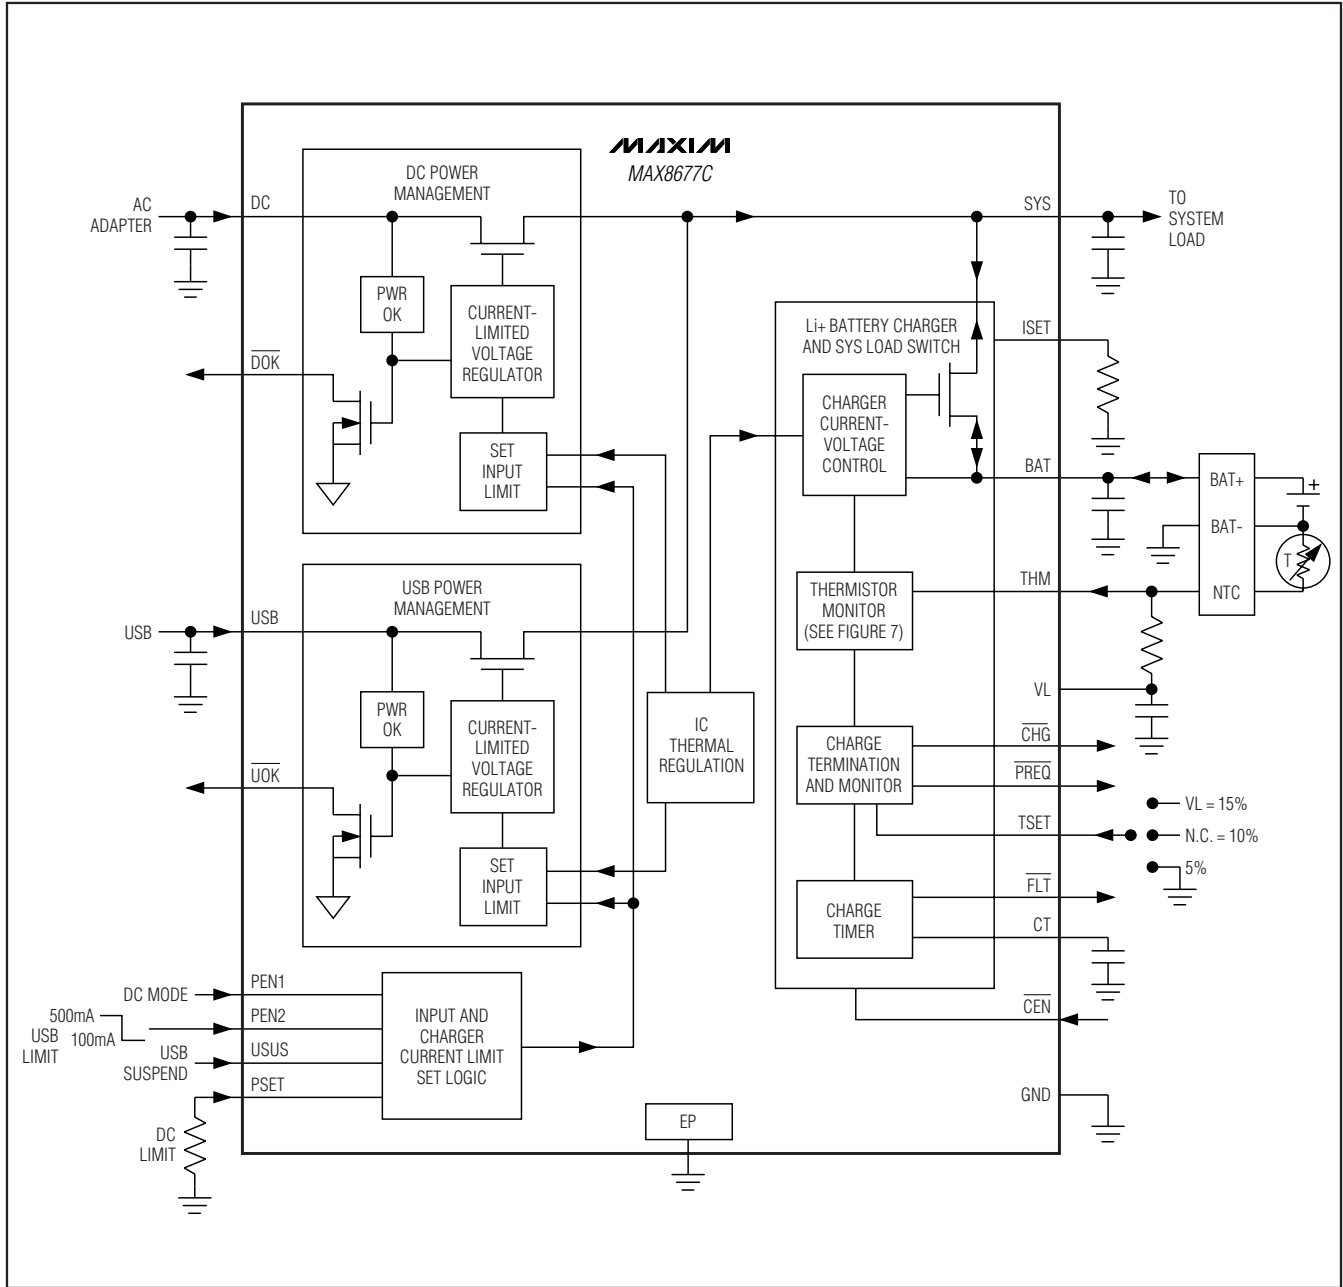 MAXIM
MAX8677C
DC POWER
MANAGEMENT
AC
ADAPTER
DC
PWR
OK
CURRENT-
LIMITED
VOLTAGE
REGULATOR
DOK
SET
INPUT
LIMIT
USB POWER
MANAGEMENT
USB
USB
PWR
OK
CURRENT-
LIMITED
VOLTAGE
REGULATOR
UOK
SET
INPUT
LIMIT
IC
THERMAL
REGULATION
DC MODE
PEN1
500mA
100mA
USB
LIMIT
PEN2
USB
SUSPEND
USUS
PSET
DC
LIMIT
INPUT AND
CHARGER
CURRENT LIMIT
SET LOGIC
EP
Li+ BATTERY CHARGER
AND SYS LOAD SWITCH
CHARGER
CURRENT-
VOLTAGE
CONTROL
THERMISTOR
MONITOR
(SEE FIGURE 7)
CHARGE
TERMINATION
AND MONITOR
CHARGE
TIMER
SYS
TO
SYSTEM
LOAD
ISET
BAT
BAT+
+
BAT-
T
NTC
THM
VL
CHG
PREQ
TSET
VL = 15%
N.C. = 10%
5%
FLT
CT
CEN
GND